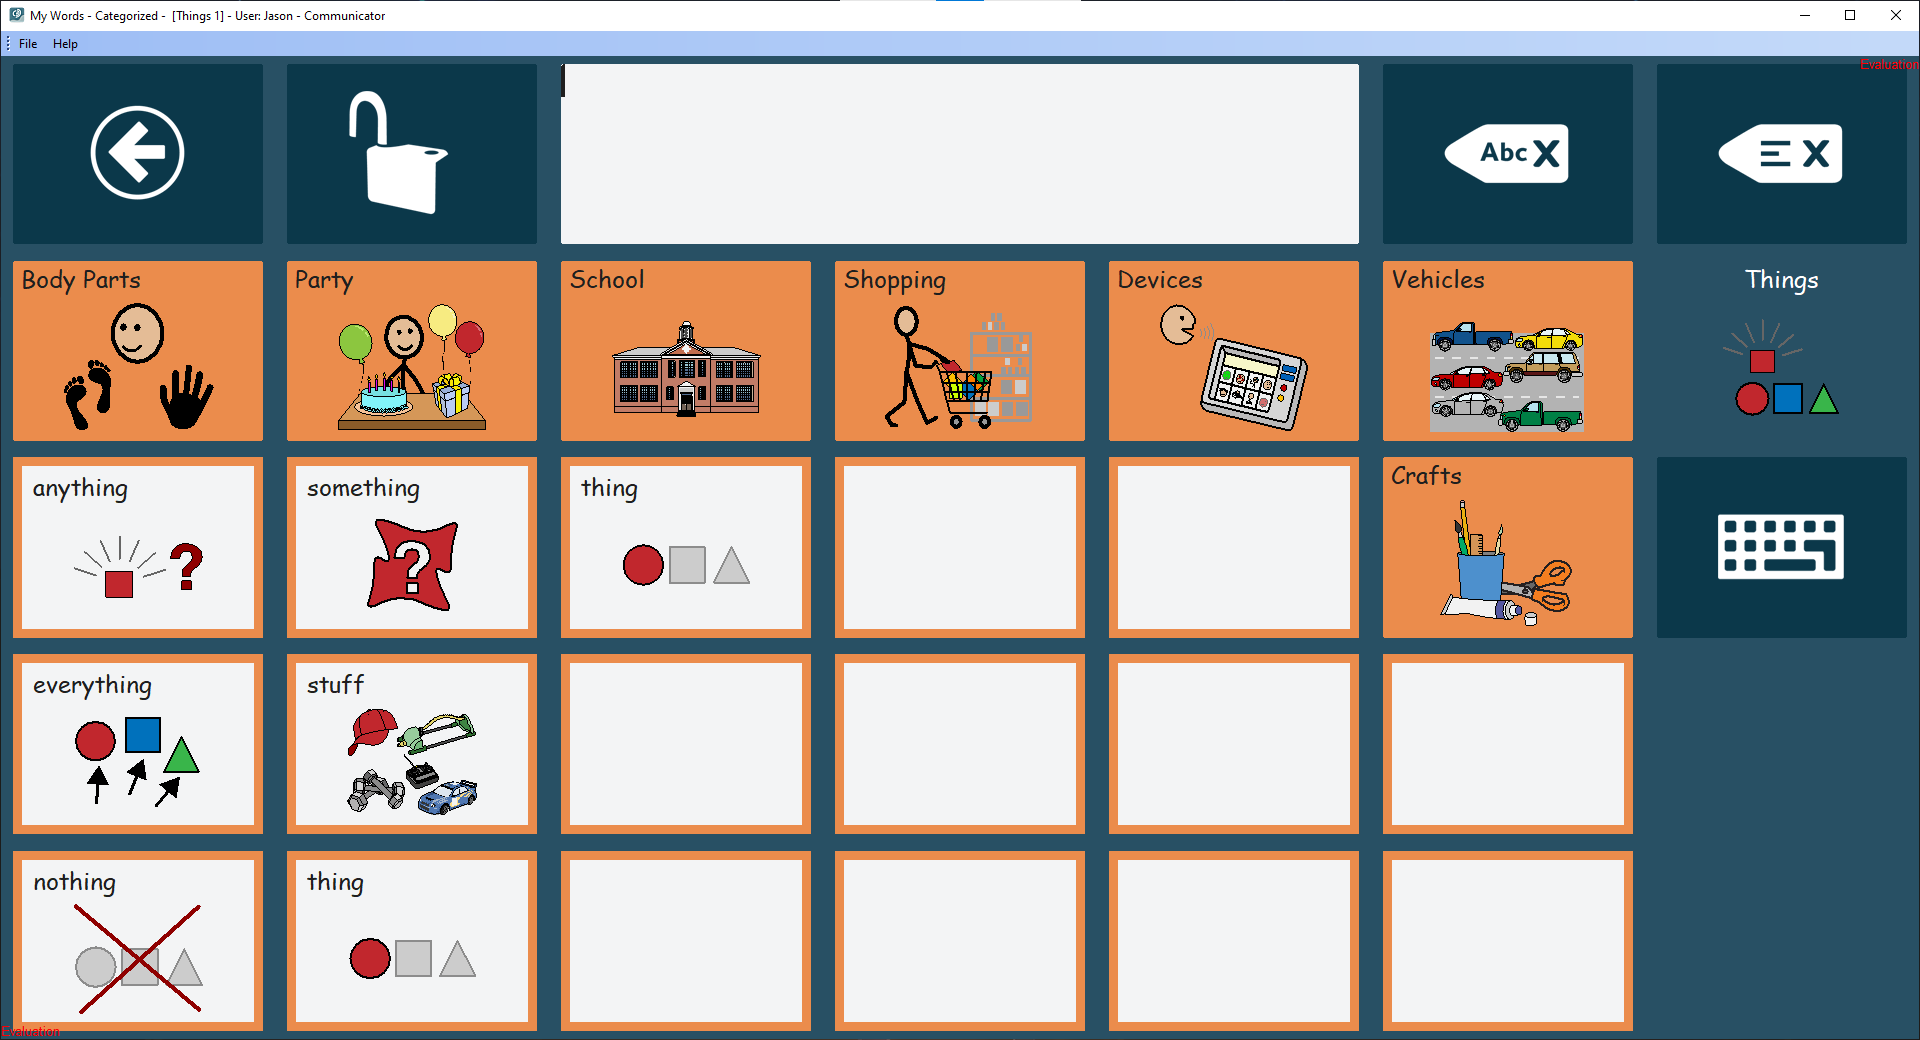 My Words - Categorized -  [Things 1] - User: Jason - Communicator
File Help
Evaluation
Abc X
X
Body Parts
Party
School
Shopping
Devices
Vehicles
Things
anything
something
thing
Crafts
?
?
everything
stuff
nothing
thing
Evaluation